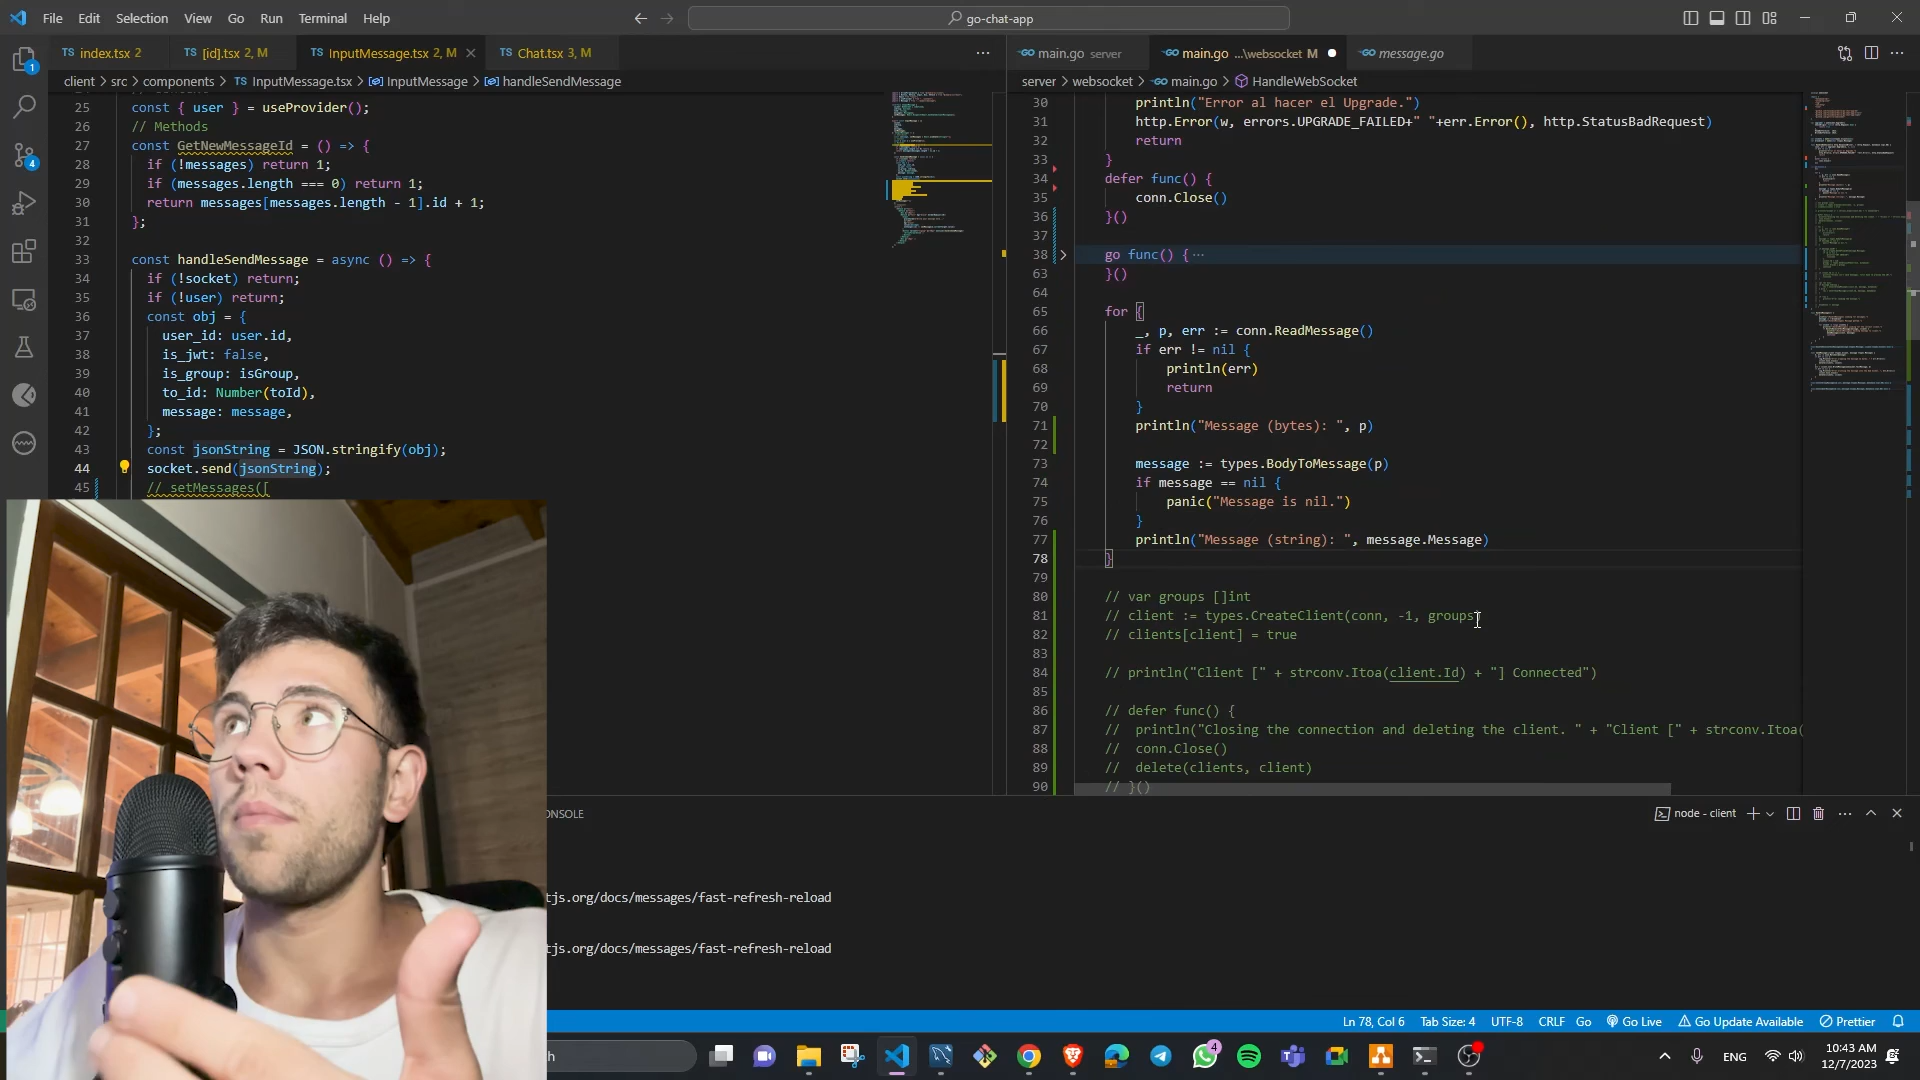 File Edit Selection View Go Run Terminal Help
go-chat-app
TS index.tsx 2
TS [id].tsx 2, M
TS InputMessage.tsx 2, M
TS Chat.tsx 3, M
main.go server
main.go ...\websocket M
message.go
client > src > components > TS InputMessage.tsx > InputMessage > handleSendMessage
25 const { user } = useProvider();
26 // Methods
27 const GetNewMessageId = () => {
28 if (!messages) return 1;
29 if (messages.length === 0) return 1;
30 return messages[messages.length - 1].id + 1;
31 };
32
33 const handleSendMessage = async () => {
34 if (!socket) return;
35 if (!user) return;
36 const obj = {
37 user_id: user.id,
38 is_jwt: false,
39 is_group: isGroup,
40 to_id: Number(toId),
41 message: message,
42 };
43 const jsonString = JSON.stringify(obj);
44 socket.send(jsonString);
45 // setMessages([
server > websocket > main.go > HandleWebSocket
30 println("Error al hacer el Upgrade.")
31 http.Error(w, errors.UPGRADE_FAILED+" "+err.Error(), http.StatusBadRequest)
32 return
33 }
34 defer func() {
35 conn.Close()
36 }()
37
38 go func() { ...
63 }()
64
65 for {
66 _, p, err := conn.ReadMessage()
67 if err != nil {
68 println(err)
69 return
70 }
71 println("Message (bytes): ", p)
72
73 message := types.BodyToMessage(p)
74 if message == nil {
75 panic("Message is nil.")
76 }
77 println("Message (string): ", message.Message)
78 }
79
80 // var groups []int
81 // client := types.CreateClient(conn, -1, groups)
82 // clients[client] = true
83
84 // println("Client [" + strconv.Itoa(client.Id) + "] Connected")
85
86 // defer func() {
87 // println("Closing the connection and deleting the client. " + "Client [" + strconv.Itoa(
88 // conn.Close()
89 // delete(clients, client)
90 // }()
ONSOLE
node - client
tjs.org/docs/messages/fast-refresh-reload
tjs.org/docs/messages/fast-refresh-reload
Ln 78, Col 6 Tab Size: 4 UTF-8 CRLF Go Go Live Go Update Available Prettier
h
4
ENG
10:43 AM
12/7/2023
1
4